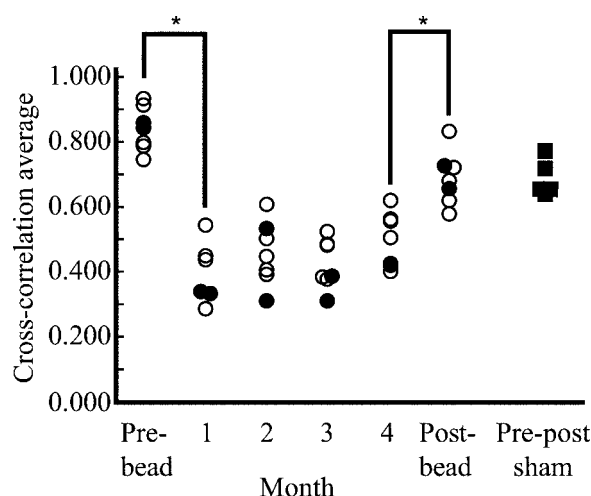 * *
1.000
0.800
0.600
0.400
0.200
0.000
Cross-correlation average
Pre-bead 1 2 3 4 Post-bead Pre-post sham
Month